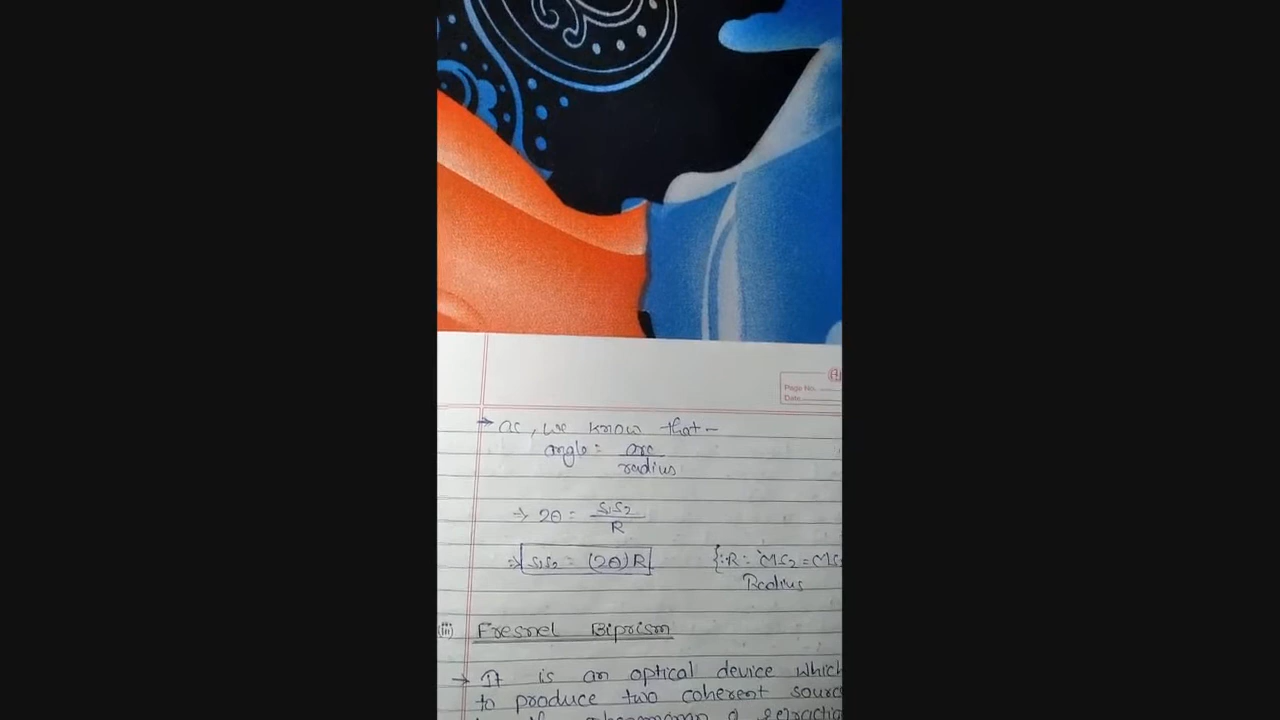 Page No.
Date
→ as, we know that -
angle = arc
radius
→ 2θ = S₁S₂
R
⇒ S₁S₂ = (2θ)R {∵ R = MS₂ = MS₁
Radius
(iii) Fresnel Biprism
→ It is an optical device which
to produce two coherent sourc